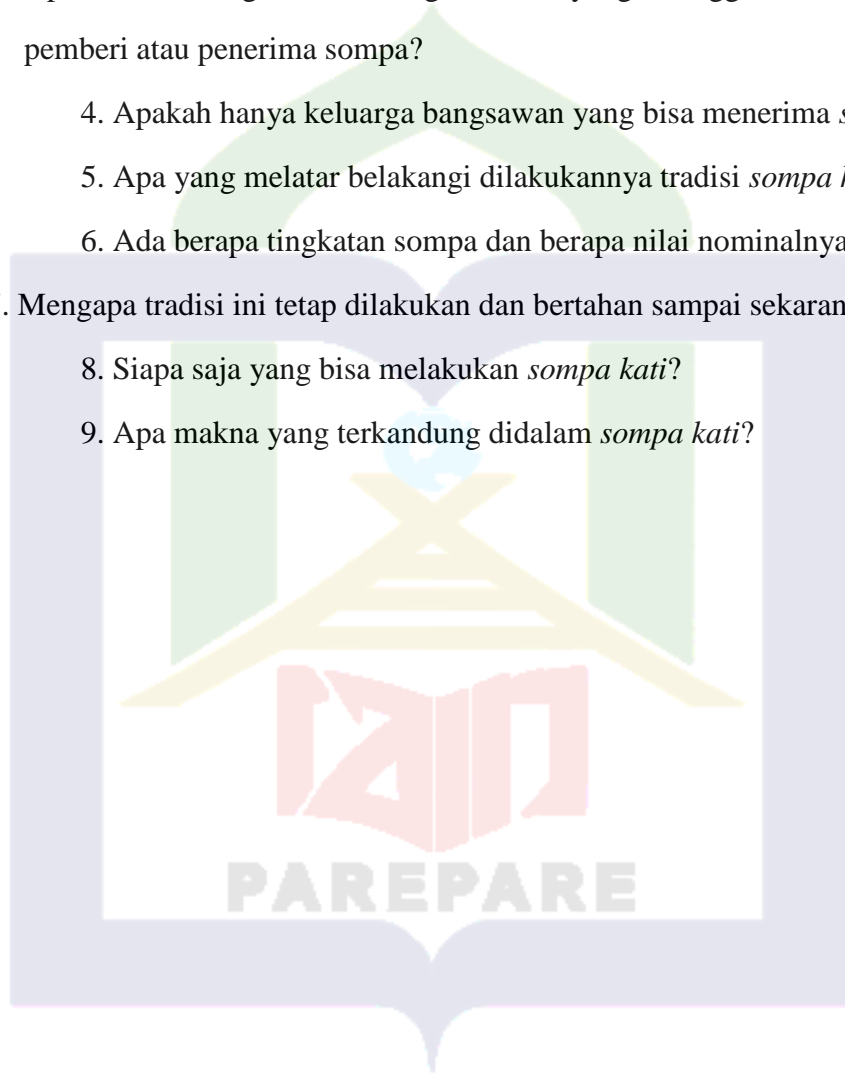 pemberi atau penerima sompa?
4. Apakah hanya keluarga bangsawan yang bisa menerima
5. Apa yang melatar belakangi dilakukannya tradisi sompa
6. Ada berapa tingkatan sompa dan berapa nilai nominalnya
. Mengapa tradisi ini tetap dilakukan dan bertahan sampai
8. Siapa saja yang bisa melakukan sompa kati?
9. Apa makna yang terkandung didalam sompa kati?
iain
PAREPARE